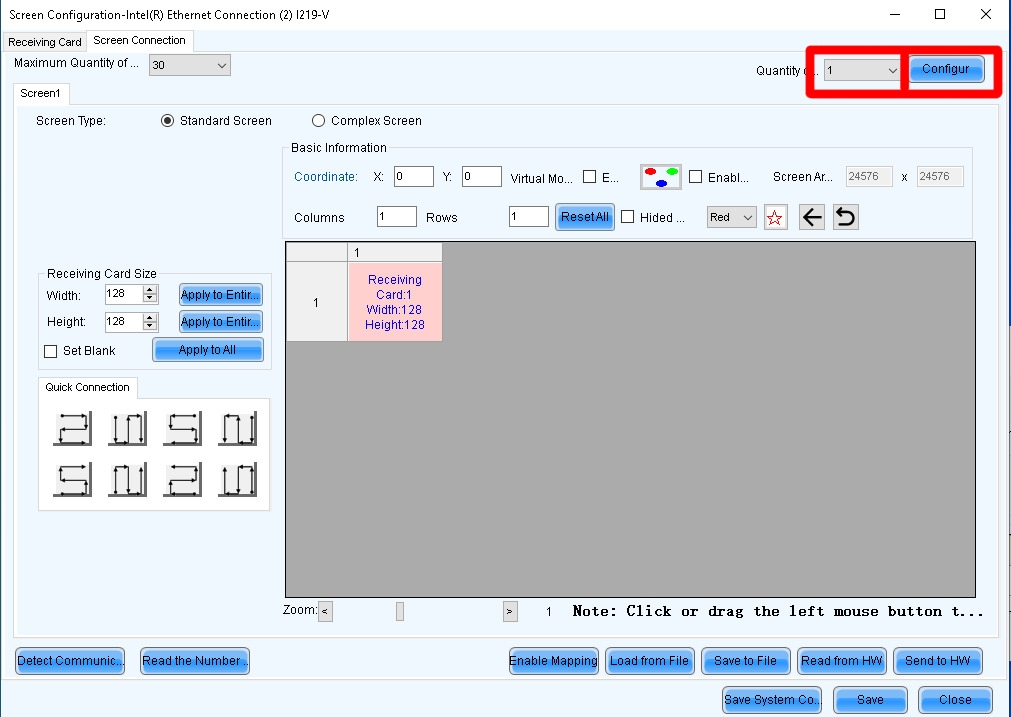 Screen Configuration-Intel(R) Ethernet Connection (2) I219-V
Receiving Card Screen Connection
Maximum Quantity of ... 30
Quantity o... 1 Configur
Screen1
Screen Type: Standard Screen Complex Screen
Basic Information
Coordinate: X: 0 Y: 0 Virtual Mo... E... Enabl... Screen Ar... 24576 x 24576
Columns 1 Rows 1 Reset All Hided ... Red
1
Receiving Card Size
Width: 128 Apply to Entir...
Height: 128 Apply to Entir...
Set Blank Apply to All
1
Receiving
Card:1
Width:128
Height:128
Quick Connection
Zoom: < > 1 Note: Click or drag the left mouse button t...
Detect Communic... Read the Number ... Enable Mapping Load from File Save to File Read from HW Send to HW
Save System Co... Save Close